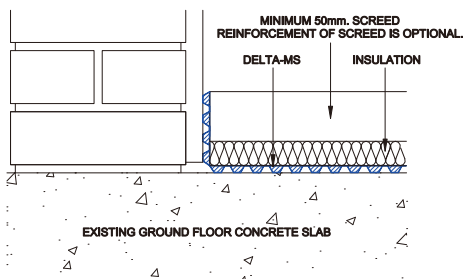 MINIMUM 50mm. SCREED
REINFORCEMENT OF SCREED IS OPTIONAL.
DELTA-MS
INSULATION
EXISTING GROUND FLOOR CONCRETE SLAB